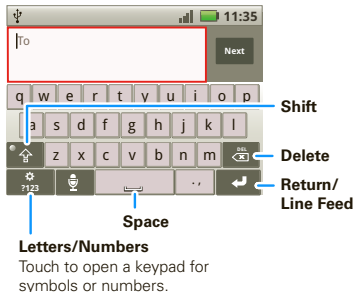 11:35
To
Next
q w e r t y u i o p
a s d f g h j k l
Shift
z x c v b n m DEL
Delete
?123 . ,
Return/
Line Feed
Space
Letters/Numbers
Touch to open a keypad for
symbols or numbers.